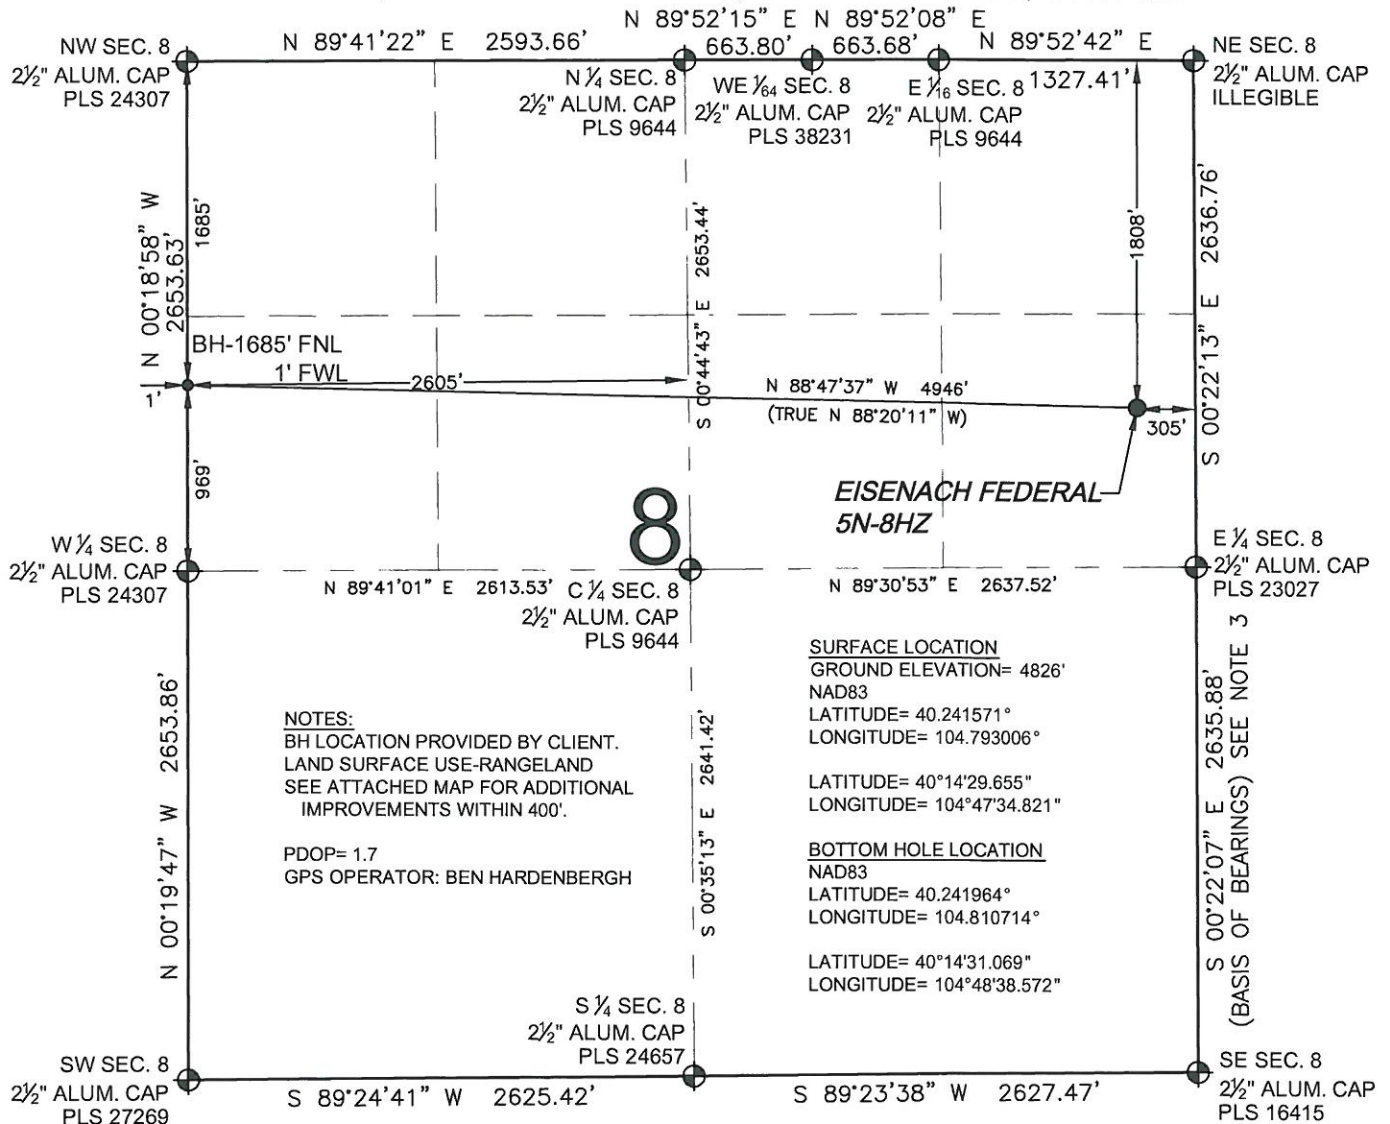 N 89°52'15" E N 89°52'08" E
NW SEC. 8
2½" ALUM. CAP
PLS 24307
N 89°41'22" E 2593.66'
663.80' 663.68'
N 89°52'42" E
1327.41'
NE SEC. 8
2½" ALUM. CAP
ILLEGIBLE
N ¼ SEC. 8
2½" ALUM. CAP
PLS 9644
WE 1⁄64 SEC. 8
2½" ALUM. CAP
PLS 38231
E 1⁄16 SEC. 8
2½" ALUM. CAP
PLS 9644
N 00°18'58" W
2653.63'
1685'
S 00°44'43" E 2653.44'
1808'
S 00°22'13" E 2636.76'
BH-1685' FNL
1' FWL
2605'
1'
N 88°47'37" W 4946'
(TRUE N 88°20'11" W)
305'
969'
EISENACH FEDERAL
5N-8HZ
8
W ¼ SEC. 8
2½" ALUM. CAP
PLS 24307
N 89°41'01" E 2613.53'
C ¼ SEC. 8
2½" ALUM. CAP
PLS 9644
N 89°30'53" E 2637.52'
E ¼ SEC. 8
2½" ALUM. CAP
PLS 23027
N 00°19'47" W 2653.86'
NOTES:
BH LOCATION PROVIDED BY CLIENT.
LAND SURFACE USE-RANGELAND
SEE ATTACHED MAP FOR ADDITIONAL
IMPROVEMENTS WITHIN 400'.
PDOP= 1.7
GPS OPERATOR: BEN HARDENBERGH
S 00°35'13" E 2641.42'
SURFACE LOCATION
GROUND ELEVATION= 4826'
NAD83
LATITUDE= 40.241571°
LONGITUDE= 104.793006°
LATITUDE= 40°14'29.655"
LONGITUDE= 104°47'34.821"
BOTTOM HOLE LOCATION
NAD83
LATITUDE= 40.241964°
LONGITUDE= 104.810714°
LATITUDE= 40°14'31.069"
LONGITUDE= 104°48'38.572"
S 00°22'07" E 2635.88'
(BASIS OF BEARINGS) SEE NOTE 3
SW SEC. 8
2½" ALUM. CAP
PLS 27269
S 89°24'41" W 2625.42'
S ¼ SEC. 8
2½" ALUM. CAP
PLS 24657
S 89°23'38" W 2627.47'
SE SEC. 8
2½" ALUM. CAP
PLS 16415